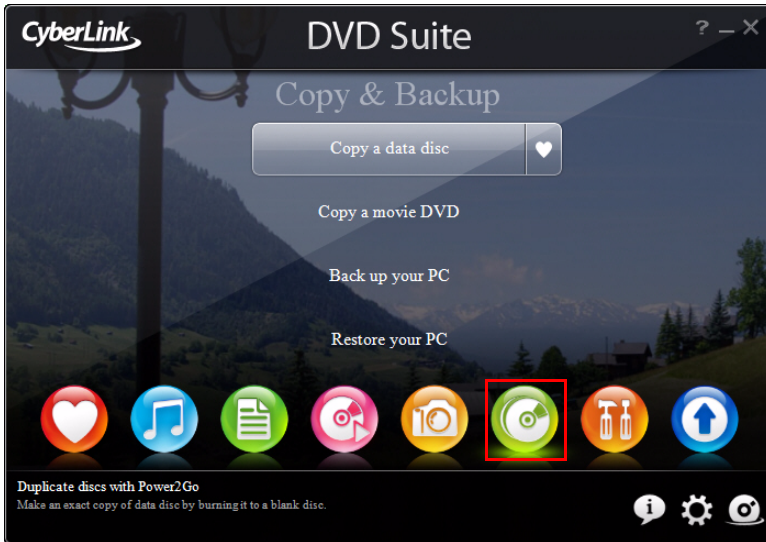 CyberLink
DVD Suite
? _ X
Copy & Backup
Copy a data disc
Copy a movie DVD
Back up your PC
Restore your PC
Duplicate discs with Power2Go
Make an exact copy of data disc by burning it to a blank disc.